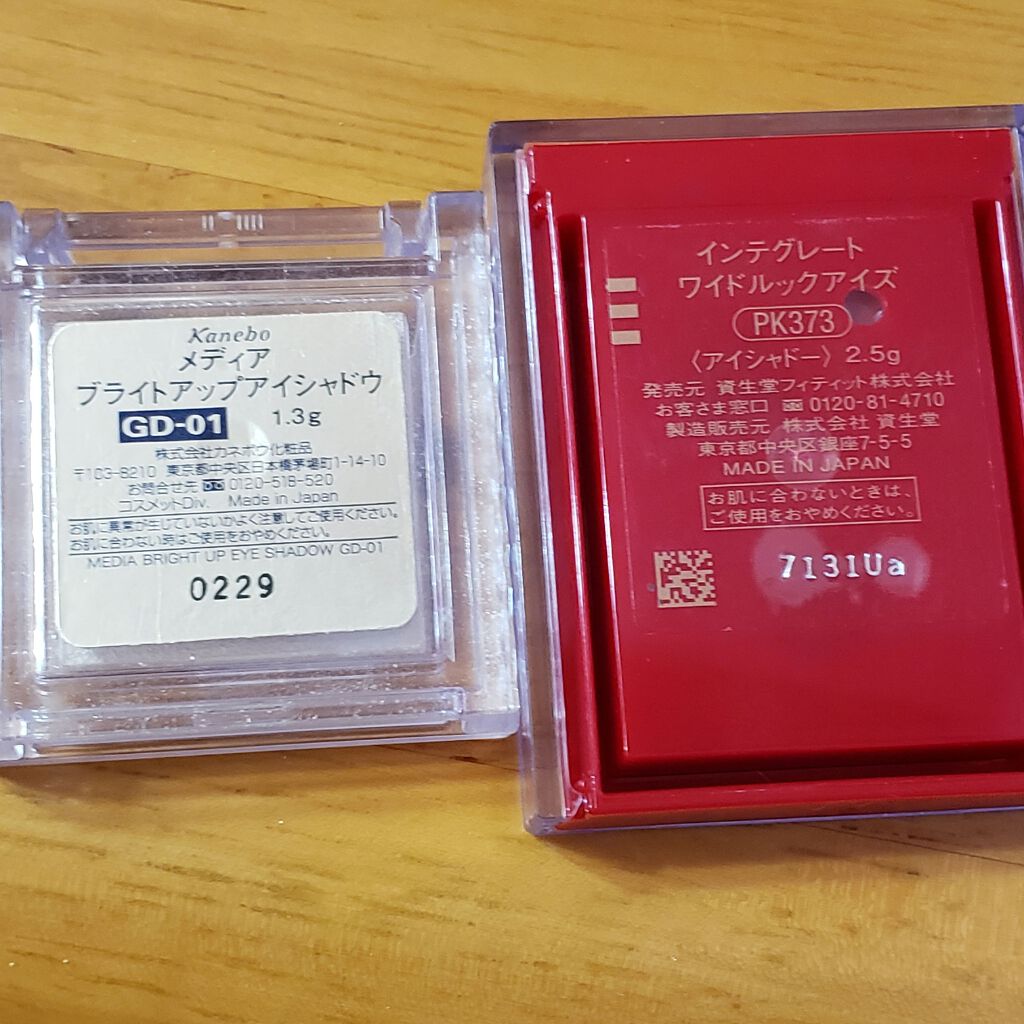 Kanebo
メディア
ブライトアップアイシャドウ
GD-01 1.3g
株式会社カネボウ化粧品
〒103-8210 東京都中央区日本橋茅場町1-14-10
お問合せ先 0120-518-520
コスメットDiv. Made in Japan
お肌に異常が生じていないかよく注意してご使用ください。
お肌に合わない時はご使用をおやめください。
MEDIA BRIGHT UP EYE SHADOW GD-01
0229
インテグレート
ワイドルックアイズ
PK373
〈アイシャドー〉 2.5g
発売元 資生堂フィティット株式会社
お客さま窓口 0120-81-4710
製造販売元 株式会社 資生堂
東京都中央区銀座7-5-5
MADE IN JAPAN
お肌に合わないときは、
ご使用をおやめください。
7131Ua